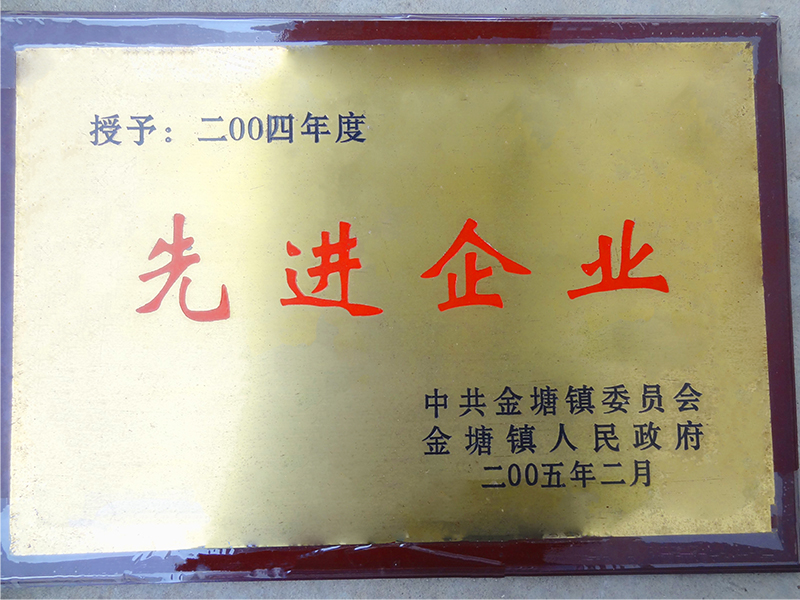 授予：二00四年度
先进企业
中共金塘镇委员会
金塘镇人民政府
二00五年二月